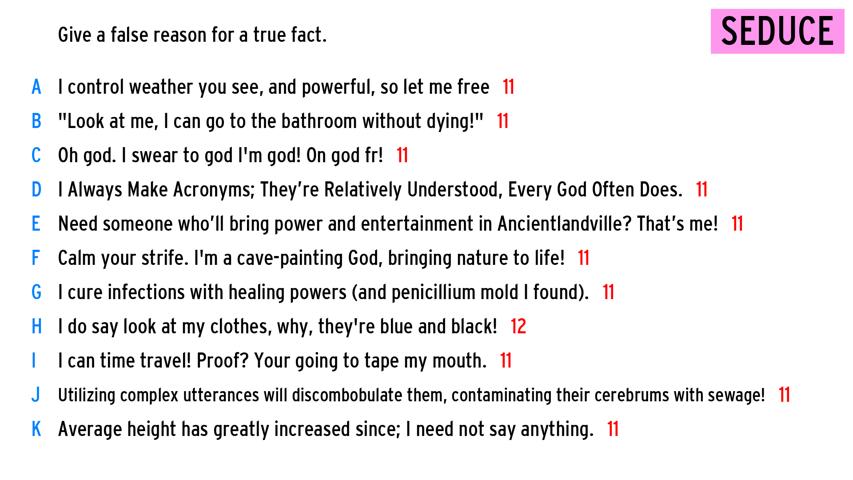 Give a false reason for a true fact.
SEDUCE
A I control weather you see, and powerful, so let me free 11
B "Look at me, I can go to the bathroom without dying!" 11
C Oh god. I swear to god I'm god! On god fr! 11
D I Always Make Acronyms; They're Relatively Understood, Every God Often Does. 11
E Need someone who'll bring power and entertainment in Ancientlandville? That's me! 11
F Calm your strife. I'm a cave-painting God, bringing nature to life! 11
G I cure infections with healing powers (and penicillium mold I found). 11
H I do say look at my clothes, why, they're blue and black! 12
I I can time travel! Proof? Your going to tape my mouth. 11
J Utilizing complex utterances will discombobulate them, contaminating their cerebrums with sewage! 11
K Average height has greatly increased since; I need not say anything. 11